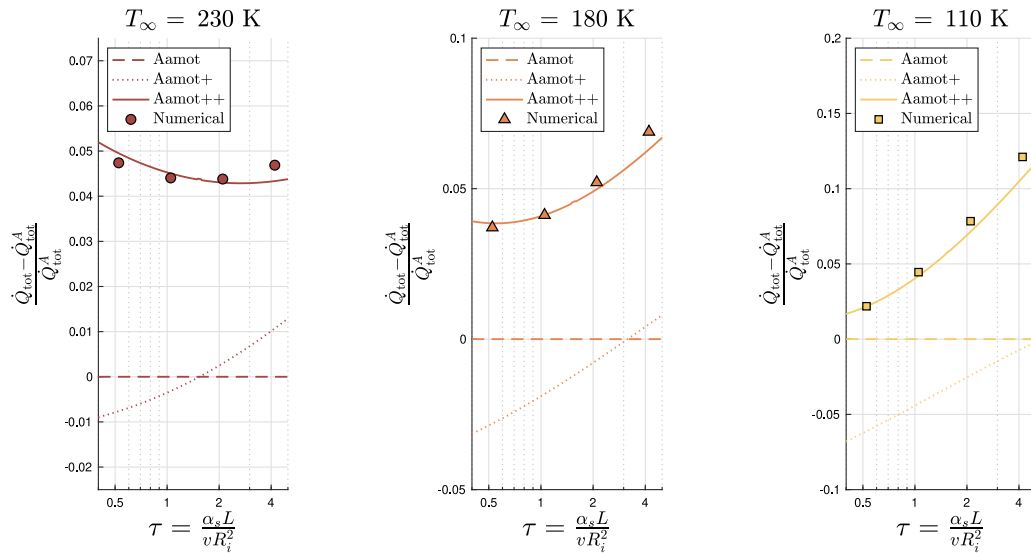 T∞ = 230 K
0.07
0.06
0.05
0.04
0.03
0.02
0.01
0
-0.01
-0.02
Aamot
Aamot+
Aamot++
Numerical
Q̇tot−Q̇Atot / Q̇Atot
0.5 1 2 4
τ = αsL / vRi²
T∞ = 180 K
0.1
0.05
0
-0.05
Aamot
Aamot+
Aamot++
Numerical
Q̇tot−Q̇Atot / Q̇Atot
0.5 1 2 4
τ = αsL / vRi²
T∞ = 110 K
0.2
0.15
0.1
0.05
0
-0.05
-0.1
Aamot
Aamot+
Aamot++
Numerical
Q̇tot−Q̇Atot / Q̇Atot
0.5 1 2 4
τ = αsL / vRi²